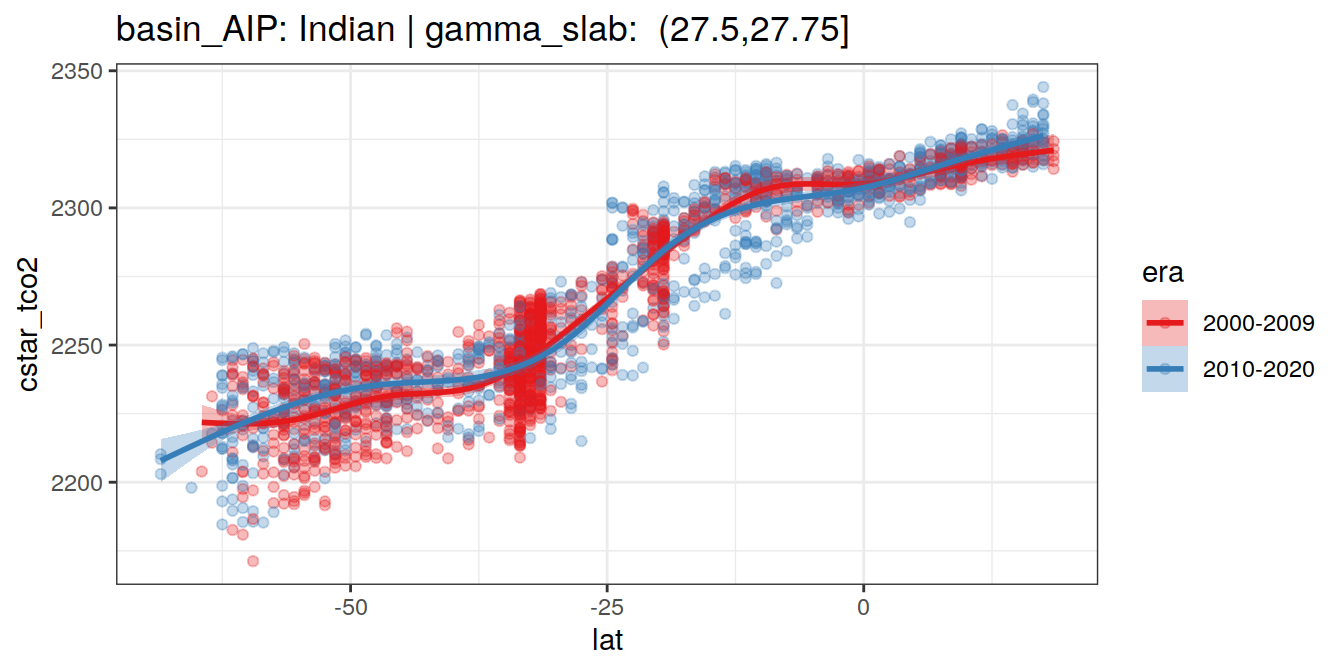 basin_AIP: Indian | gamma_slab:  (27.5,27.75]
2350
2300
2250
2200
cstar_tco2
-50
-25
0
lat
era
2000-2009
2010-2020